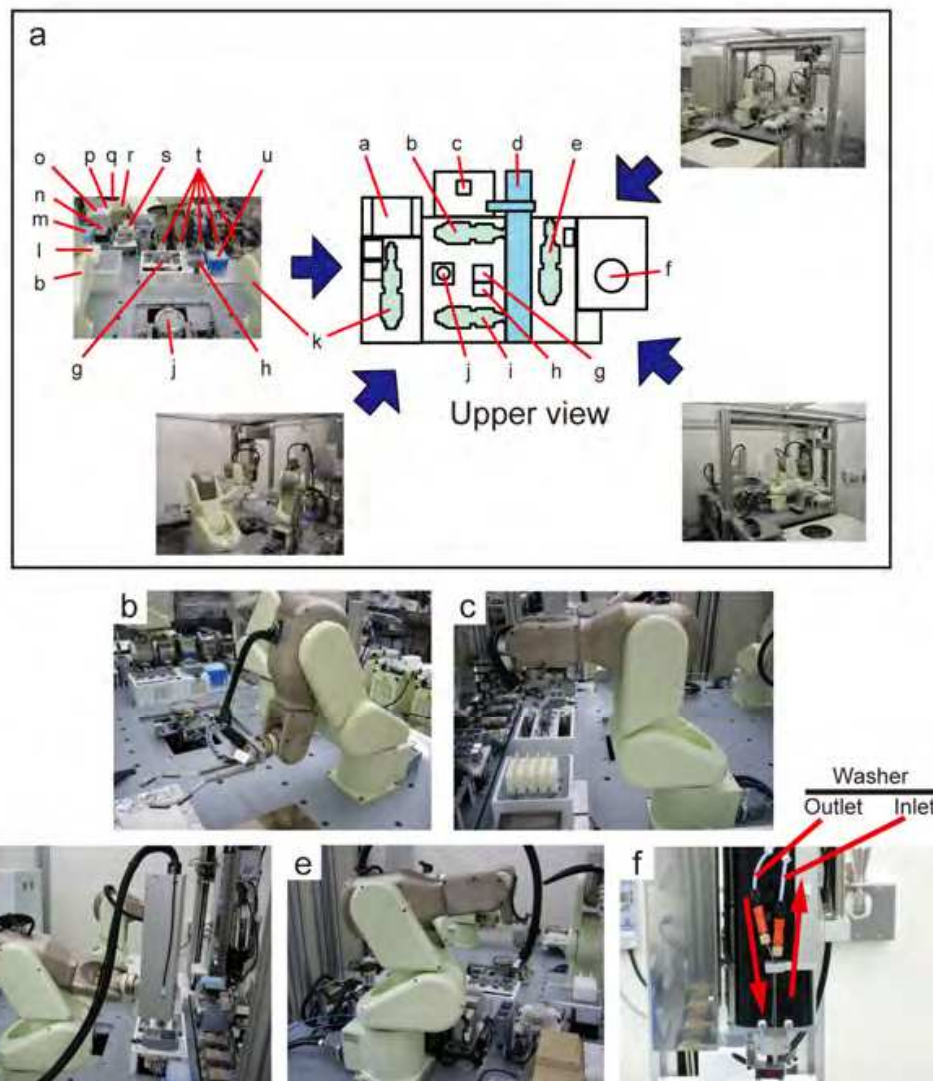 a
o p q r s t u
n
m
l
b
g j h
k
a b c d e
f
j i h g
Upper view
b
c
Washer
Outlet Inlet
e
f